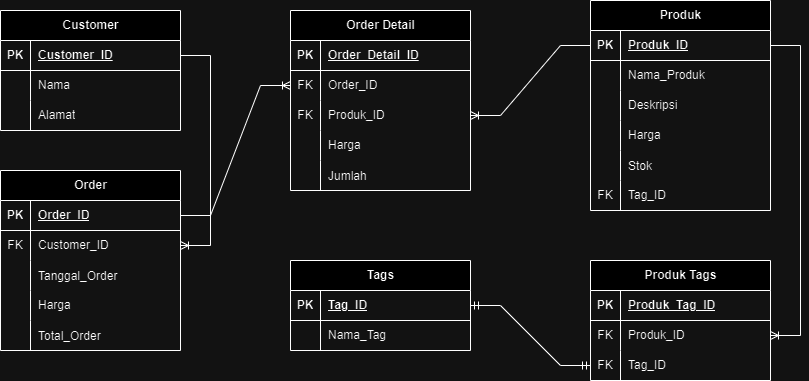 Customer
PK Customer_ID
Nama
Alamat
Order
PK Order_ID
FK Customer_ID
Tanggal_Order
Harga
Total_Order
Order Detail
PK Order_Detail_ID
FK Order_ID
FK Produk_ID
Harga
Jumlah
Produk
PK Produk_ID
Nama_Produk
Deskripsi
Harga
Stok
FK Tag_ID
Tags
PK Tag_ID
Nama_Tag
Produk Tags
PK Produk_Tag_ID
FK Produk_ID
FK Tag_ID